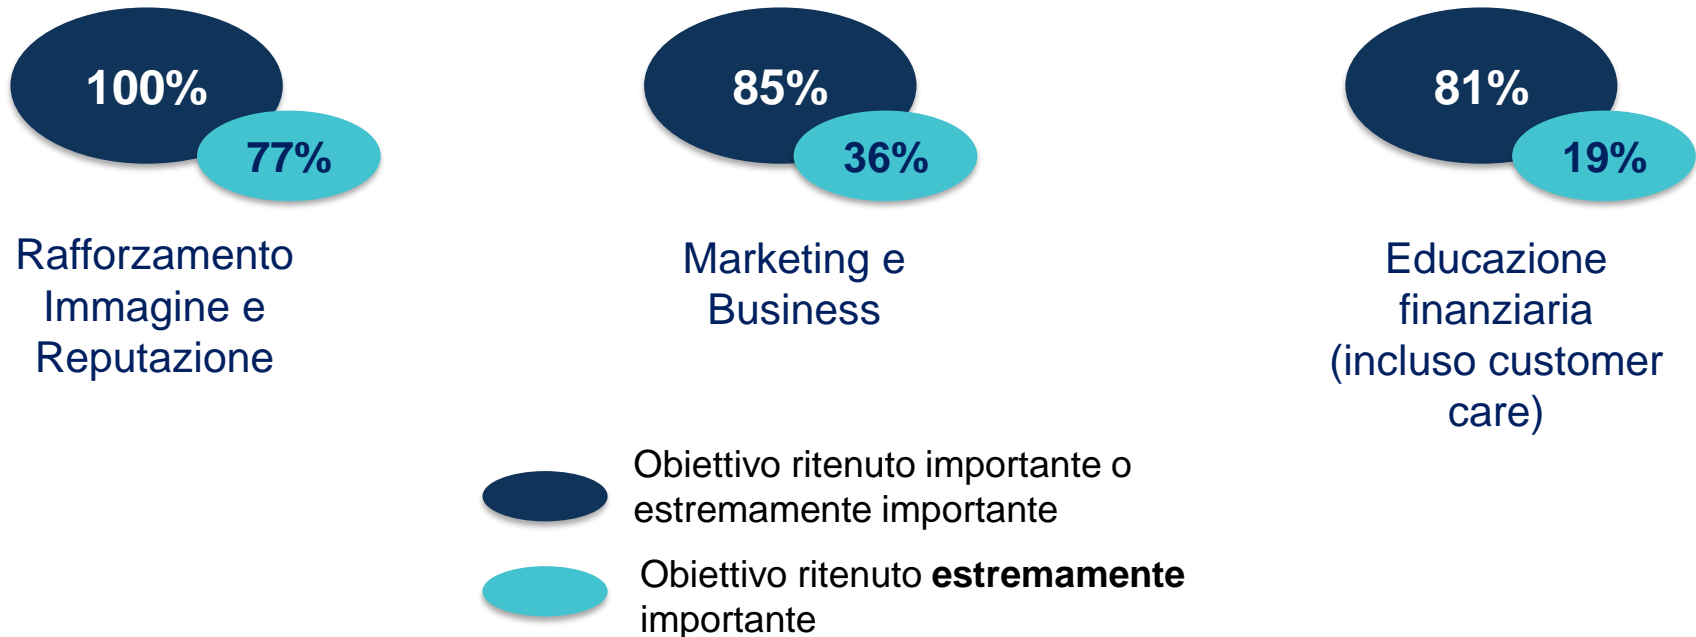 100%
77%
Rafforzamento
Immagine e
Reputazione
85%
36%
Marketing e
Business
81%
19%
Educazione
finanziaria
(incluso customer
care)
Obiettivo ritenuto importante o
estremamente importante
Obiettivo ritenuto estremamente
importante